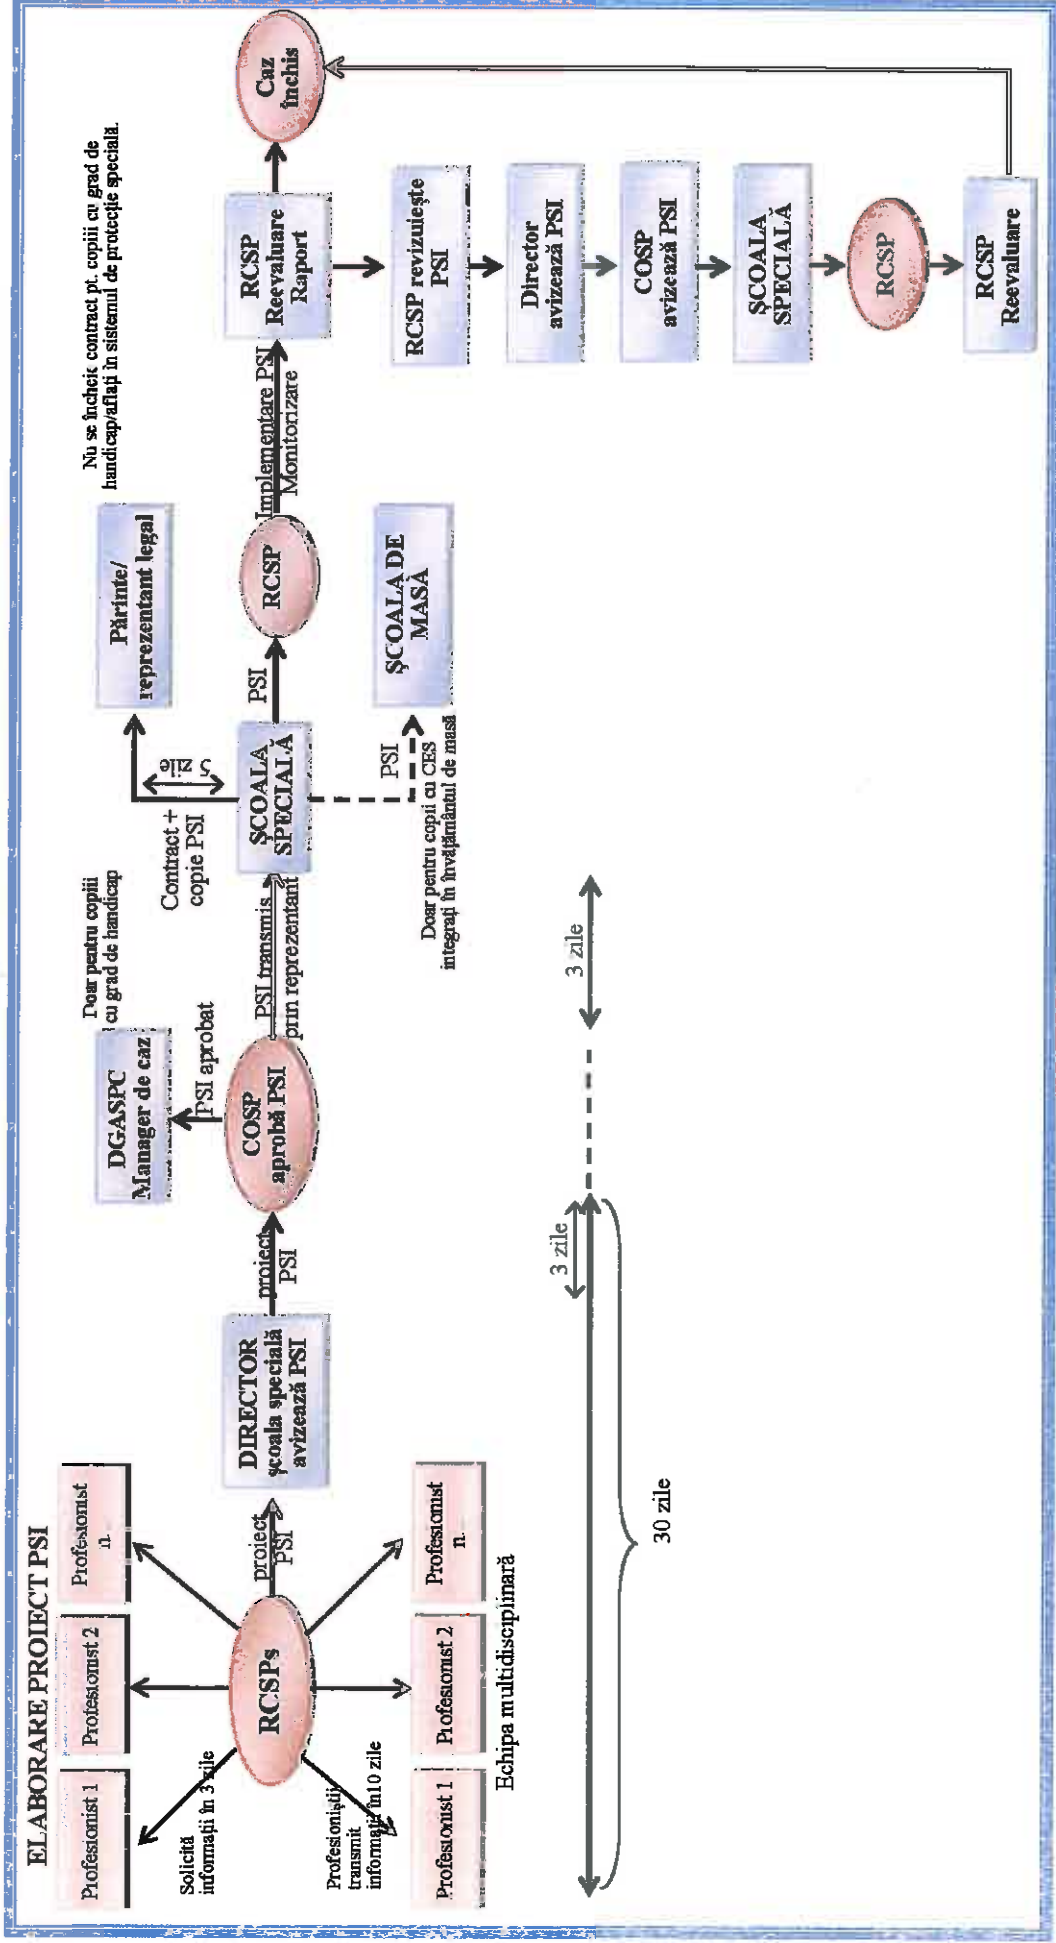 ELABORARE PROIECT PSI
Profesionist 1
Profesionist 2
Profesionist
n
Solicită
informații în 3 zile
RCSPs
Profesioniștii
transmit
informații în10 zile
Profesionist 1
Profesionist 2
Profesionist
n
Echipa multidisciplinară
proiect
PSI
DIRECTOR
școala specială
avizează PSI
proiect
PSI
COSP
aprobă PSI
PSI aprobat
DGASPC
Manager de caz
Doar pentru copiii
cu grad de handicap
PSI transmis
prin reprezentant
ȘCOALA
SPECIALĂ
Contract +
copie PSI
5 zile
Părinte/
reprezentant legal
Nu se încheie contract pt. copiii cu grad de
handicap/aflați în sistemul de protecție specială.
PSI
Doar pentru copii cu CES
integrați în învățământul de masă
ȘCOALA DE
MASĂ
PSI
RCSP
Implementare PSI
Monitorizare
RCSP
Reevaluare
Raport
Caz
închis
RCSP revizuiește
PSI
Director
avizează PSI
COSP
avizează PSI
ȘCOALA
SPECIALĂ
RCSP
RCSP
Reevaluare
3 zile
3 zile
30 zile